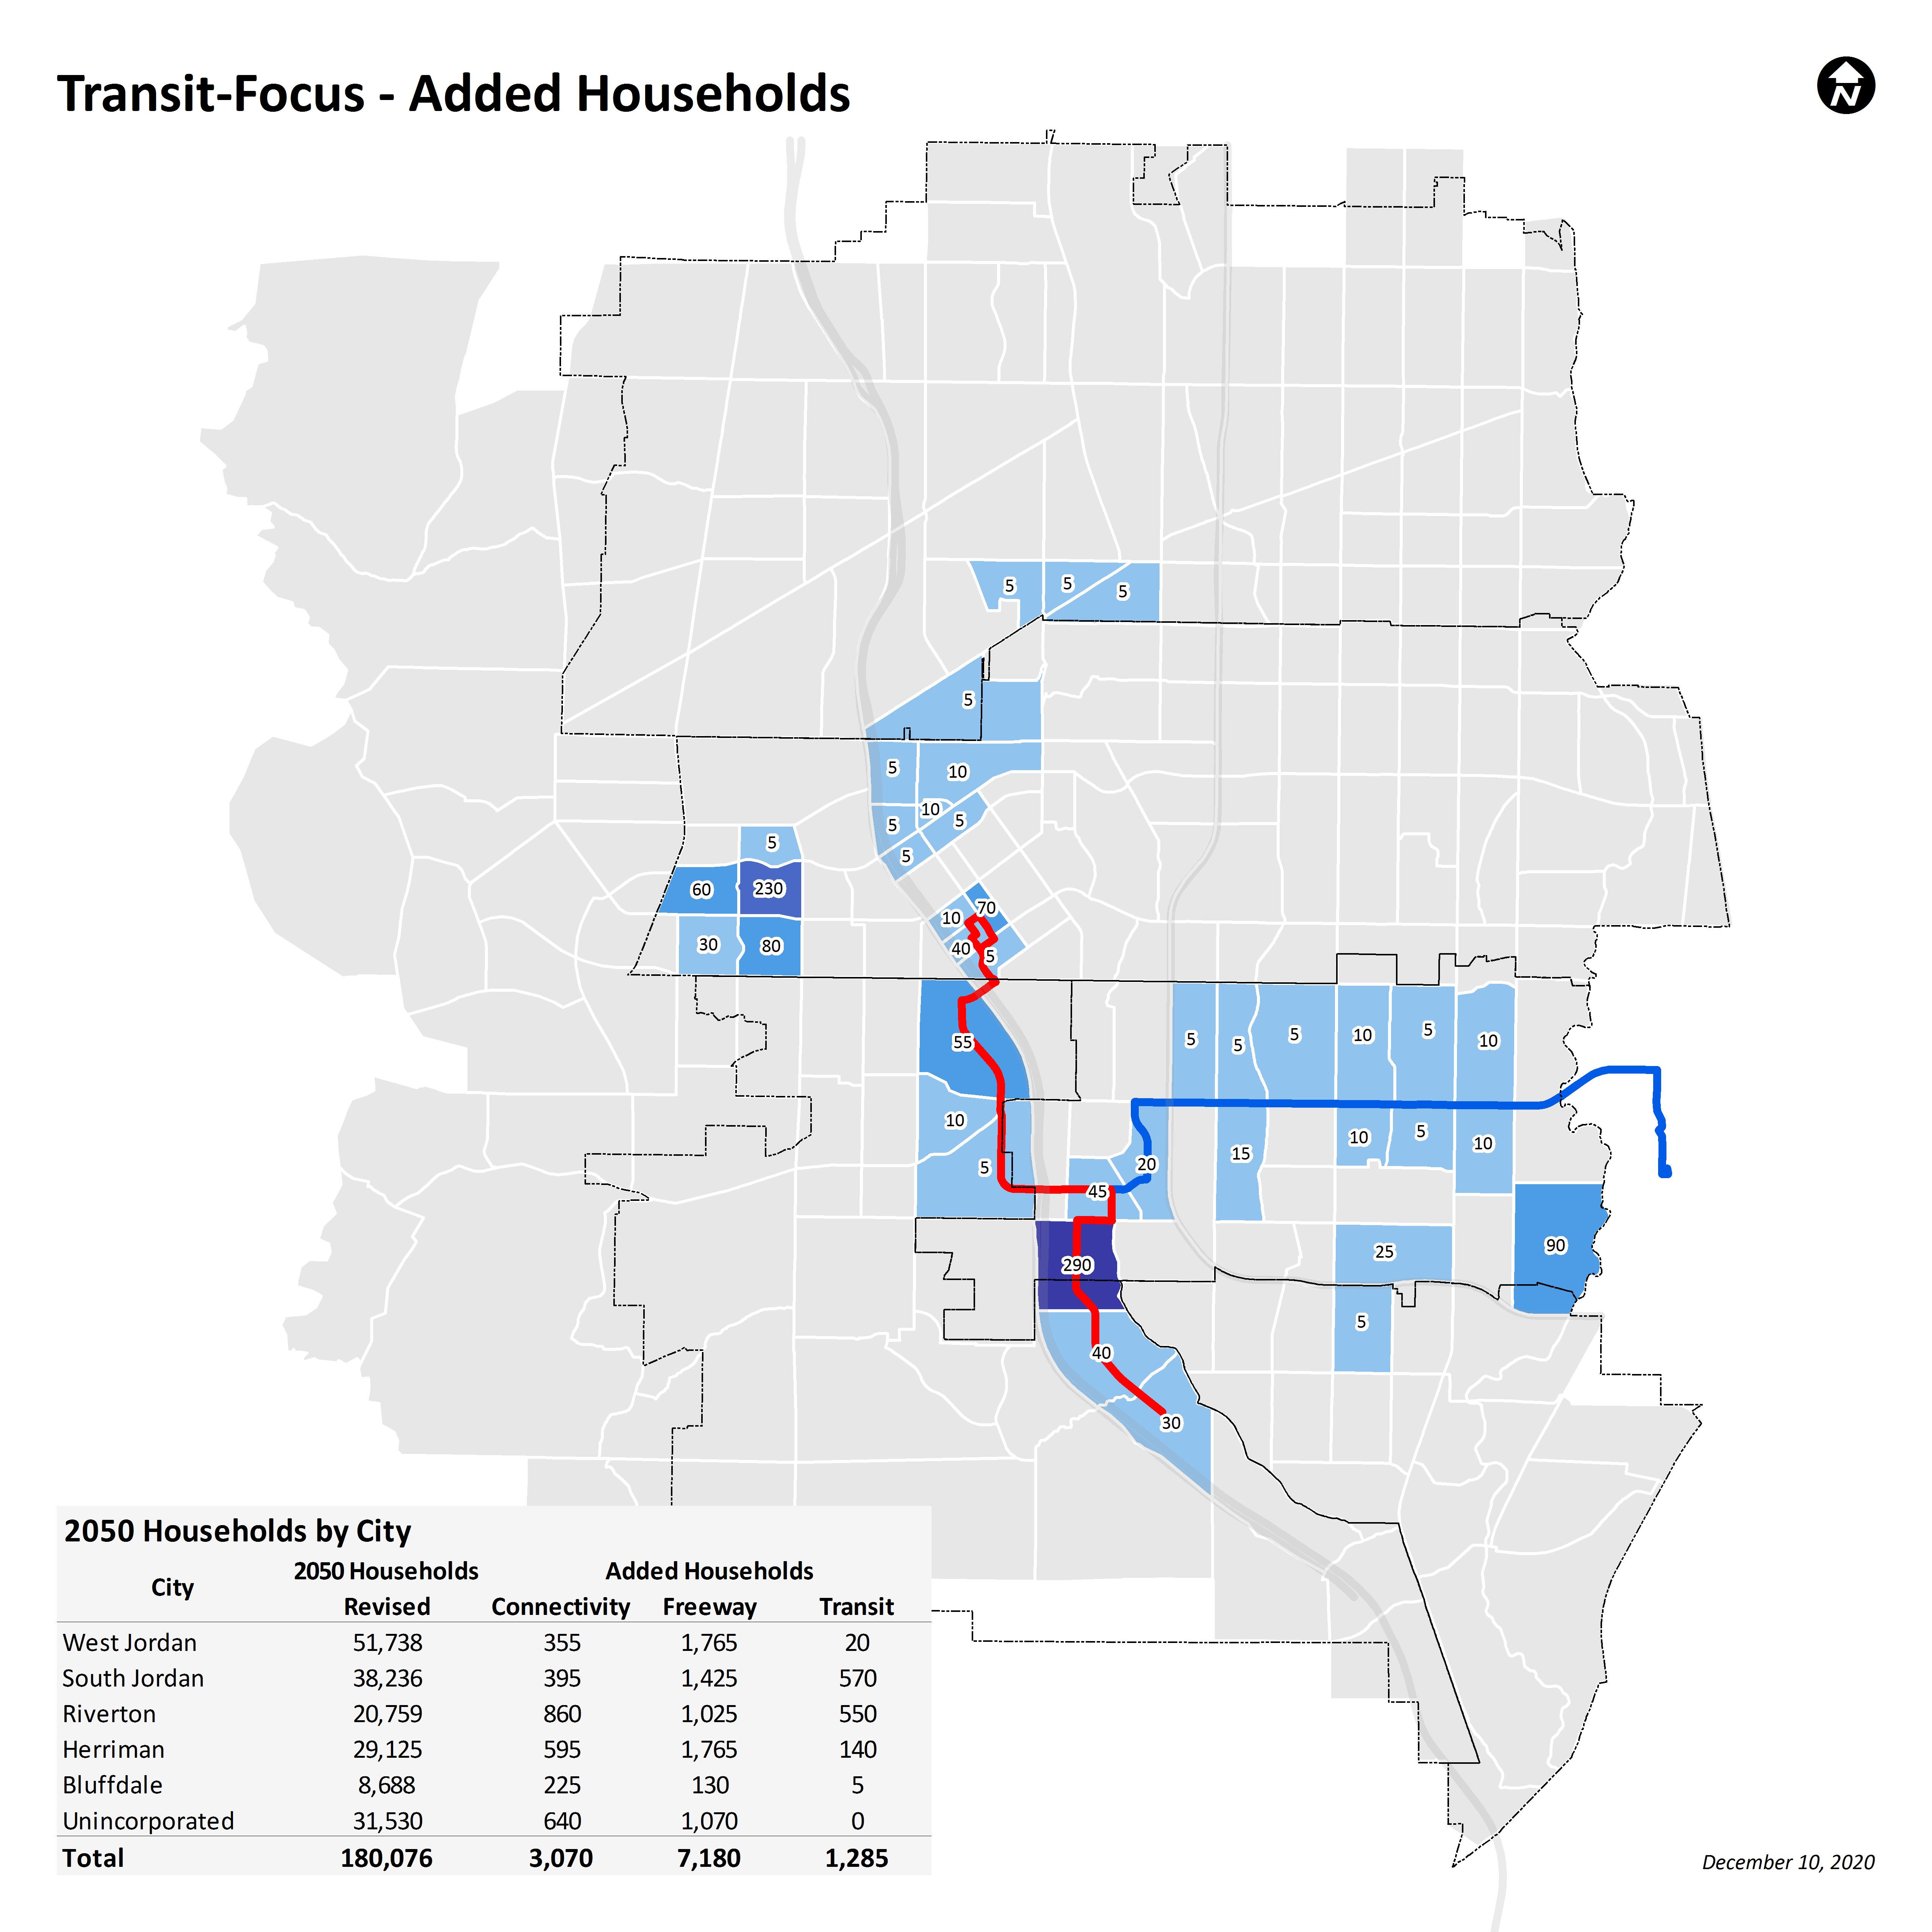 Transit-Focus - Added Households
N
5 5 5
5
5 10
10
5 5
5
5
60 230
70
10
30 80
40 5
55
5 5 5 10 5 10
10
5
20
15
10 5 10
45
290
25
90
5
40
30
2050 Households by City
2050 Households Added Households
City
Revised Connectivity Freeway Transit
West Jordan 51,738 355 1,765 20
South Jordan 38,236 395 1,425 570
Riverton 20,759 860 1,025 550
Herriman 29,125 595 1,765 140
Bluffdale 8,688 225 130 5
Unincorporated 31,530 640 1,070 0
Total 180,076 3,070 7,180 1,285
December 10, 2020